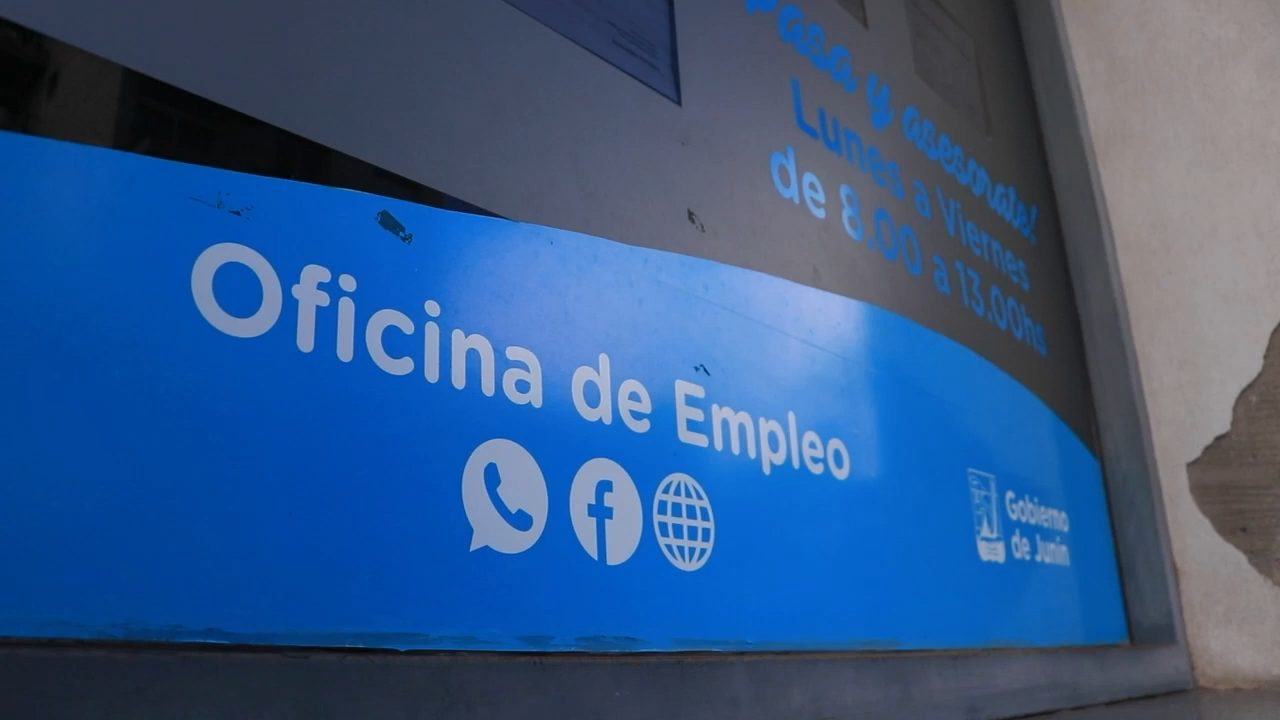 Pasa y asesorate!
Lunes a Viernes
de 8.00 a 13.00hs
Oficina de Empleo
Gobierno
de Junín